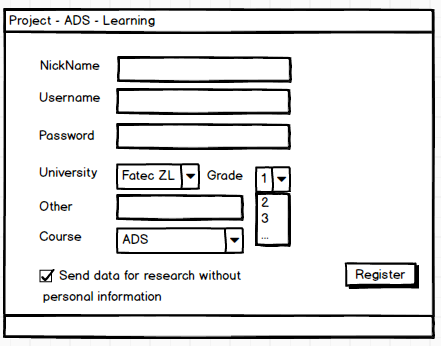 Project - ADS - Learning
NickName
Username
Password
University Fatec ZL Grade 1
2
Other
3
...
Course ADS
Send data for research without
personal information
Register